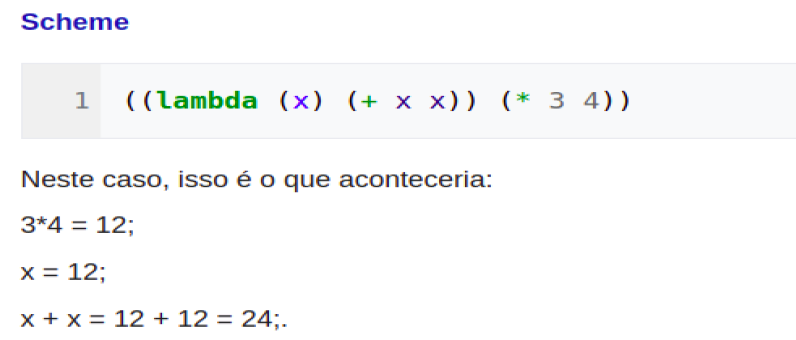 Scheme
1 ((lambda (x) (+ x x)) (* 3 4))
Neste caso, isso é o que aconteceria:
3*4 = 12;
x = 12;
x + x = 12 + 12 = 24;.